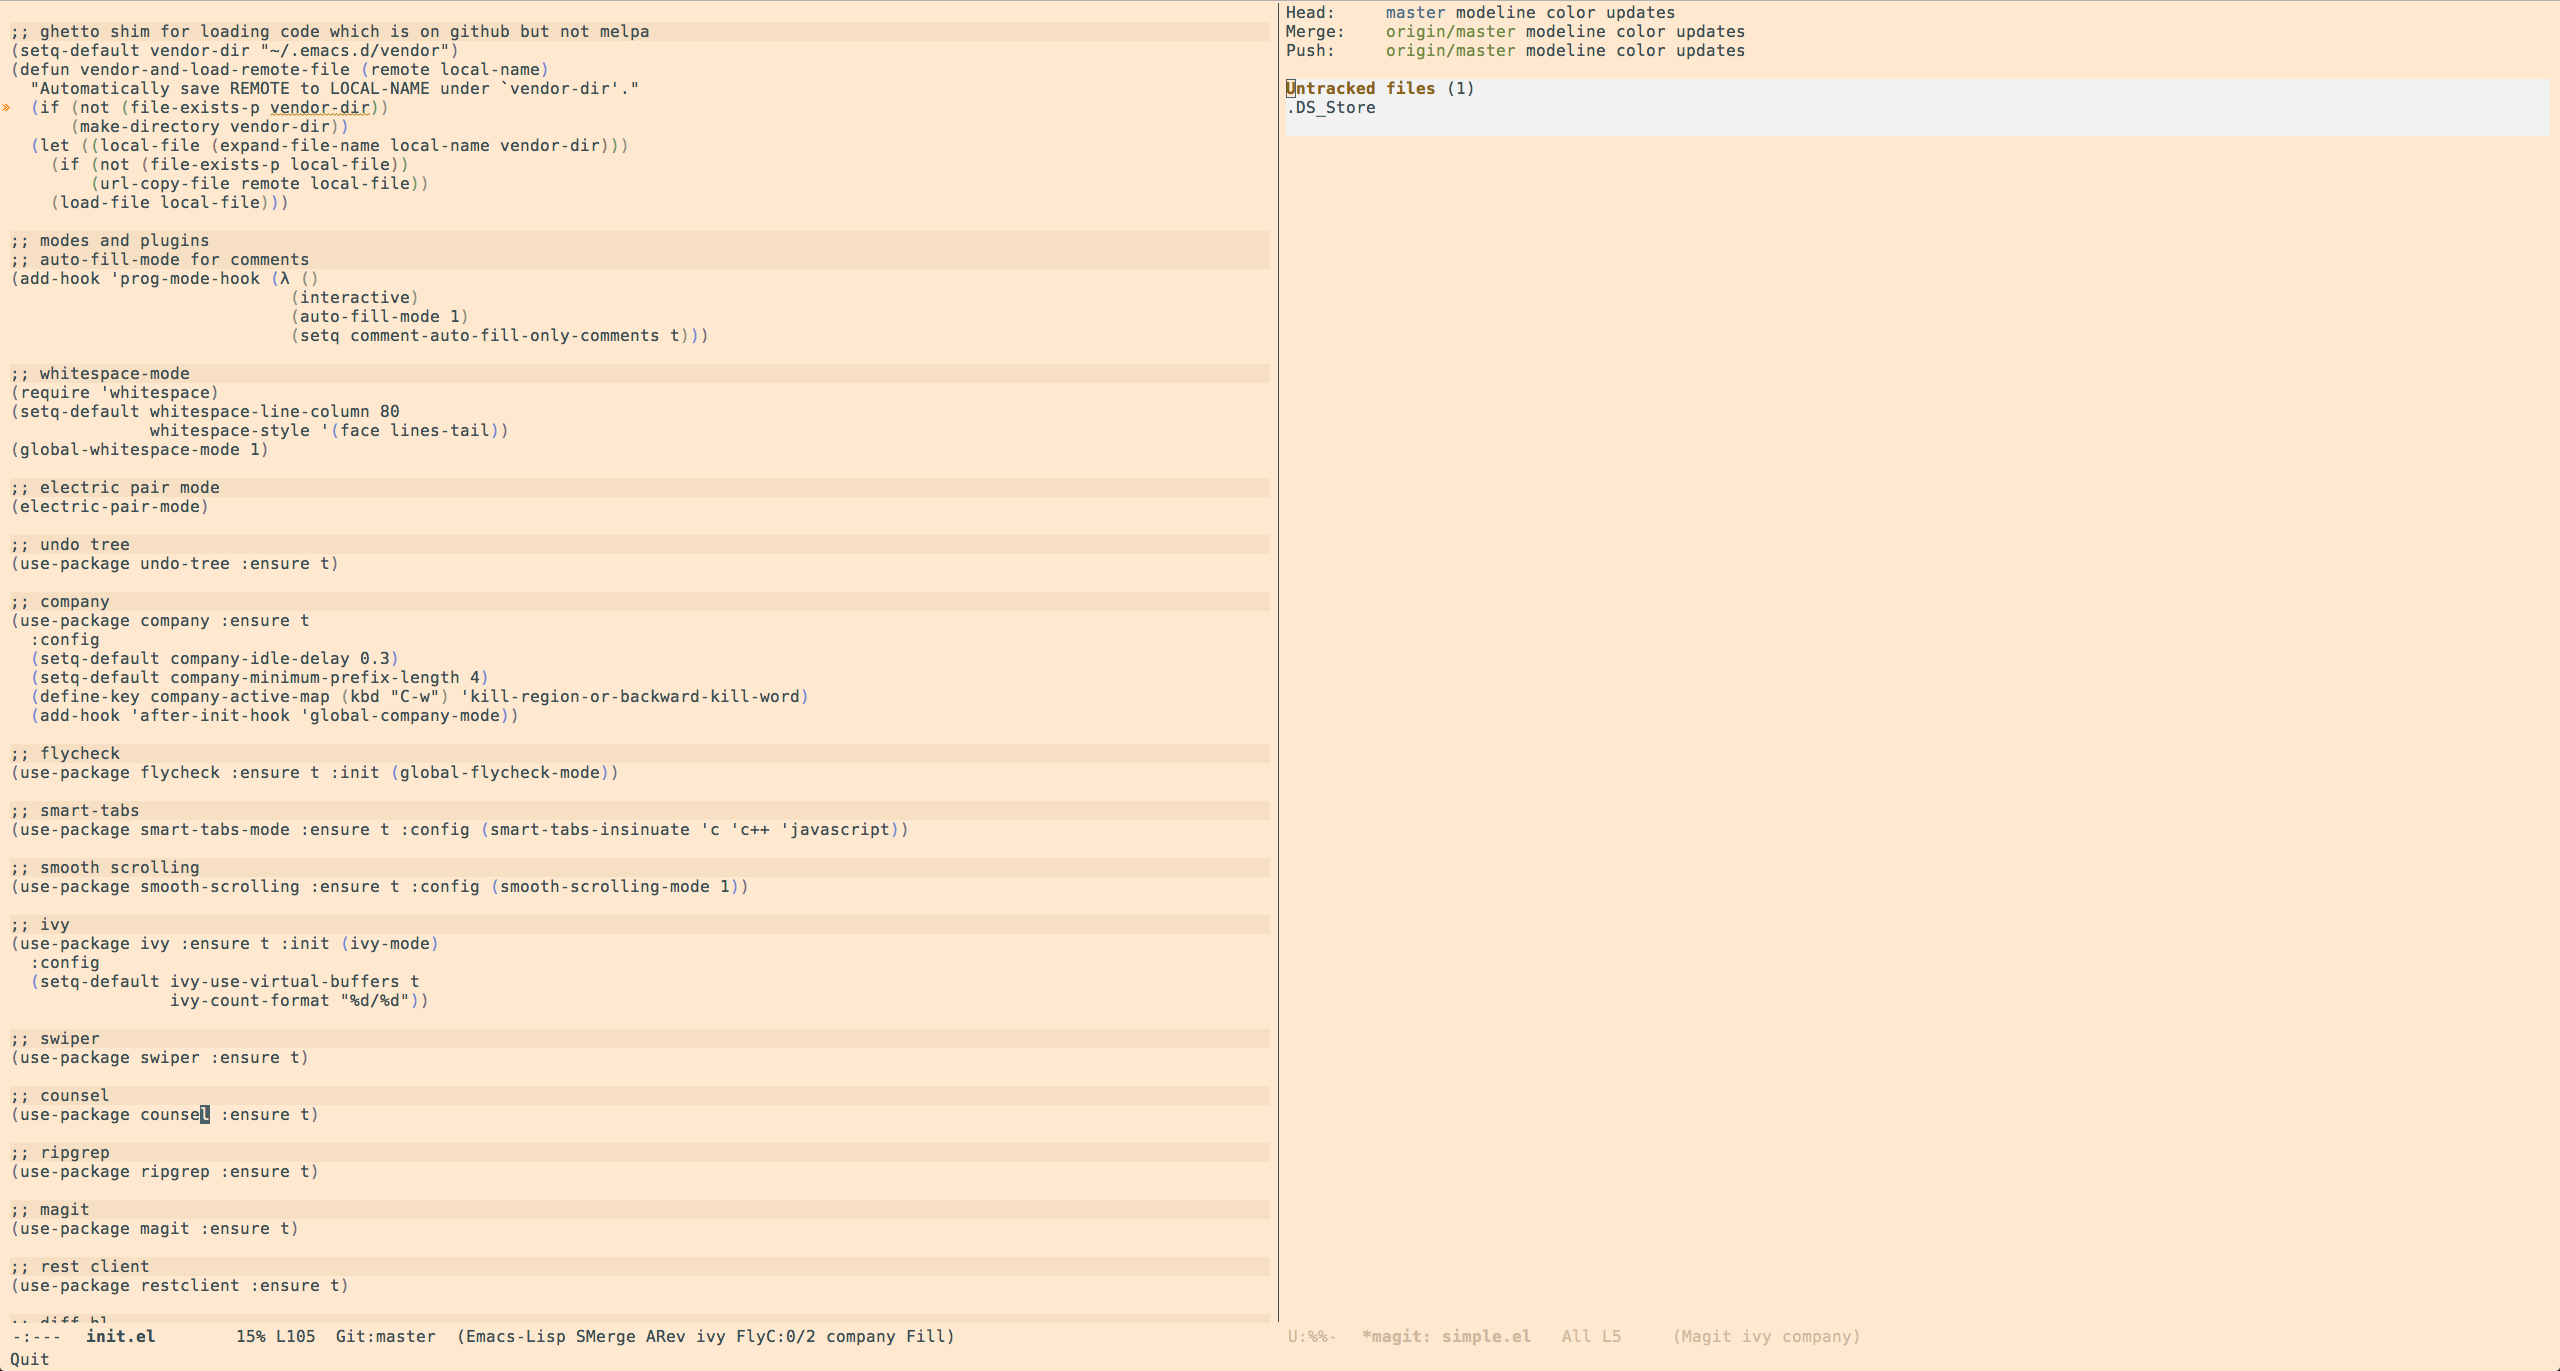 ;; ghetto shim for loading code which is on github but not melpa
(setq-default vendor-dir "~/.emacs.d/vendor")
(defun vendor-and-load-remote-file (remote local-name)
  "Automatically save REMOTE to LOCAL-NAME under `vendor-dir'."
» (if (not (file-exists-p vendor-dir))
      (make-directory vendor-dir))
  (let ((local-file (expand-file-name local-name vendor-dir)))
    (if (not (file-exists-p local-file))
        (url-copy-file remote local-file))
    (load-file local-file)))

;; modes and plugins
;; auto-fill-mode for comments
(add-hook 'prog-mode-hook (λ ()
                            (interactive)
                            (auto-fill-mode 1)
                            (setq comment-auto-fill-only-comments t)))

;; whitespace-mode
(require 'whitespace)
(setq-default whitespace-line-column 80
              whitespace-style '(face lines-tail))
(global-whitespace-mode 1)

;; electric pair mode
(electric-pair-mode)

;; undo tree
(use-package undo-tree :ensure t)

;; company
(use-package company :ensure t
  :config
  (setq-default company-idle-delay 0.3)
  (setq-default company-minimum-prefix-length 4)
  (define-key company-active-map (kbd "C-w") 'kill-region-or-backward-kill-word)
  (add-hook 'after-init-hook 'global-company-mode))

;; flycheck
(use-package flycheck :ensure t :init (global-flycheck-mode))

;; smart-tabs
(use-package smart-tabs-mode :ensure t :config (smart-tabs-insinuate 'c 'c++ 'javascript))

;; smooth scrolling
(use-package smooth-scrolling :ensure t :config (smooth-scrolling-mode 1))

;; ivy
(use-package ivy :ensure t :init (ivy-mode)
  :config
  (setq-default ivy-use-virtual-buffers t
                ivy-count-format "%d/%d"))

;; swiper
(use-package swiper :ensure t)

;; counsel
(use-package counsel :ensure t)

;; ripgrep
(use-package ripgrep :ensure t)

;; magit
(use-package magit :ensure t)

;; rest client
(use-package restclient :ensure t)

;; diff hl
-:---  init.el        15% L105  Git:master  (Emacs-Lisp SMerge ARev ivy FlyC:0/2 company Fill)
Quit
Head:     master modeline color updates
Merge:    origin/master modeline color updates
Push:     origin/master modeline color updates

Untracked files (1)
.DS_Store
U:%%-  *magit: simple.el   All L5     (Magit ivy company)